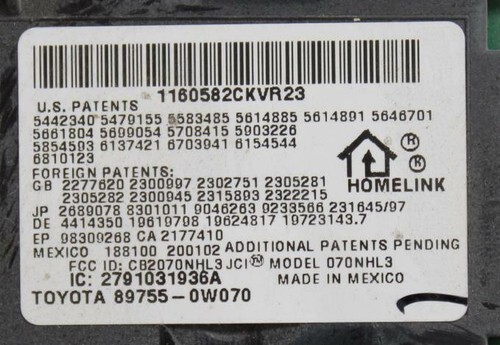 1160582CKVR23
U.S. PATENTS
5442340 5479155 5583485 5614885 5614891 5646701
5661804 5699054 5708415 5903226
5854593 6137421 6703941 6154544
6810123
FOREIGN PATENTS:
GB 2277620 2300997 2302751 2305281
2305282 2300945 2315893 2322215
JP 2689078 8301011 9046263 9233566 231645/97
DE 4414350 19619798 19624817 19723143.7
EP 98309268 CA 2177410
MEXICO 188100 200102 ADDITIONAL PATENTS PENDING
HOMELINK ® ®
FCC ID: CB2070NHL3 JCI™ MODEL 070NHL3
IC: 2791031936A MADE IN MEXICO
TOYOTA 89755-0W070